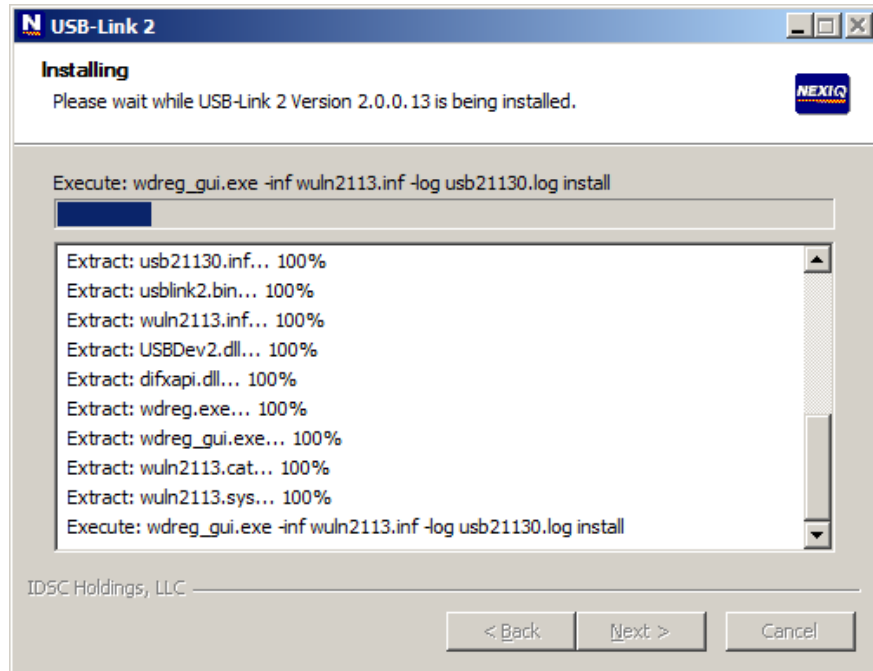 N USB-Link 2
Installing
Please wait while USB-Link 2 Version 2.0.0.13 is being installed.
NEXIQ
Execute: wdreg_gui.exe -inf wuln2113.inf -log usb21130.log install
Extract: usb21130.inf... 100%
Extract: usblink2.bin... 100%
Extract: wuln2113.inf... 100%
Extract: USBDev2.dll... 100%
Extract: difxapi.dll... 100%
Extract: wdreg.exe... 100%
Extract: wdreg_gui.exe... 100%
Extract: wuln2113.cat... 100%
Extract: wuln2113.sys... 100%
Execute: wdreg_gui.exe -inf wuln2113.inf -log usb21130.log install
IDSC Holdings, LLC
< Back Next > Cancel